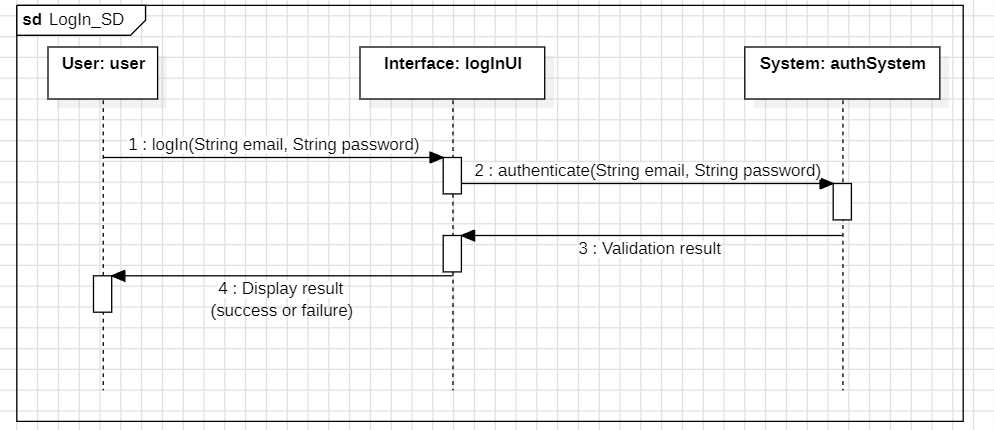 sd LogIn_SD
User: user
Interface: logInUI
System: authSystem
1 : logIn(String email, String password)
2 : authenticate(String email, String password)
3 : Validation result
4 : Display result
(success or failure)